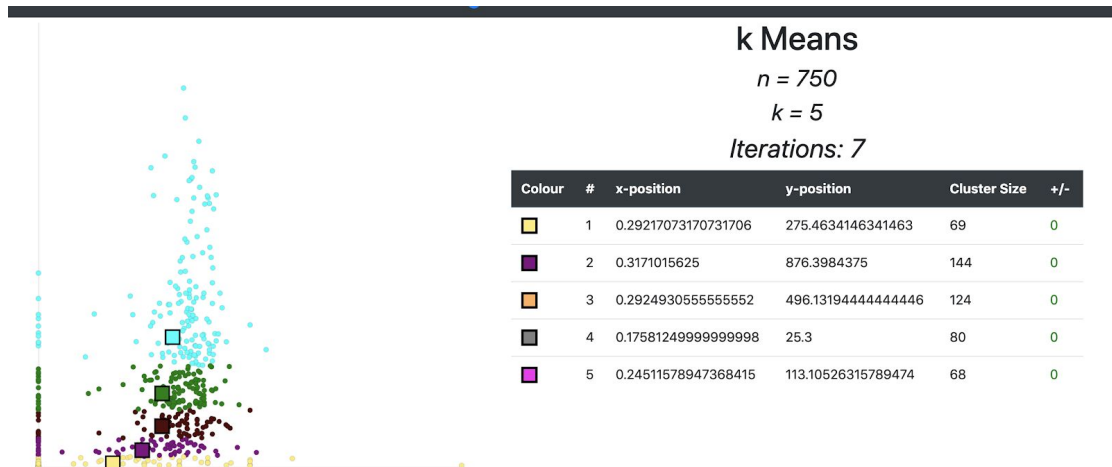 k Means
n = 750
k = 5
Iterations: 7
Colour # x-position y-position Cluster Size +/-
1 0.29217073170731706 275.4634146341463 69 0
2 0.3171015625 876.3984375 144 0
3 0.2924930555555552 496.13194444444446 124 0
4 0.17581249999999998 25.3 80 0
5 0.24511578947368415 113.10526315789474 68 0